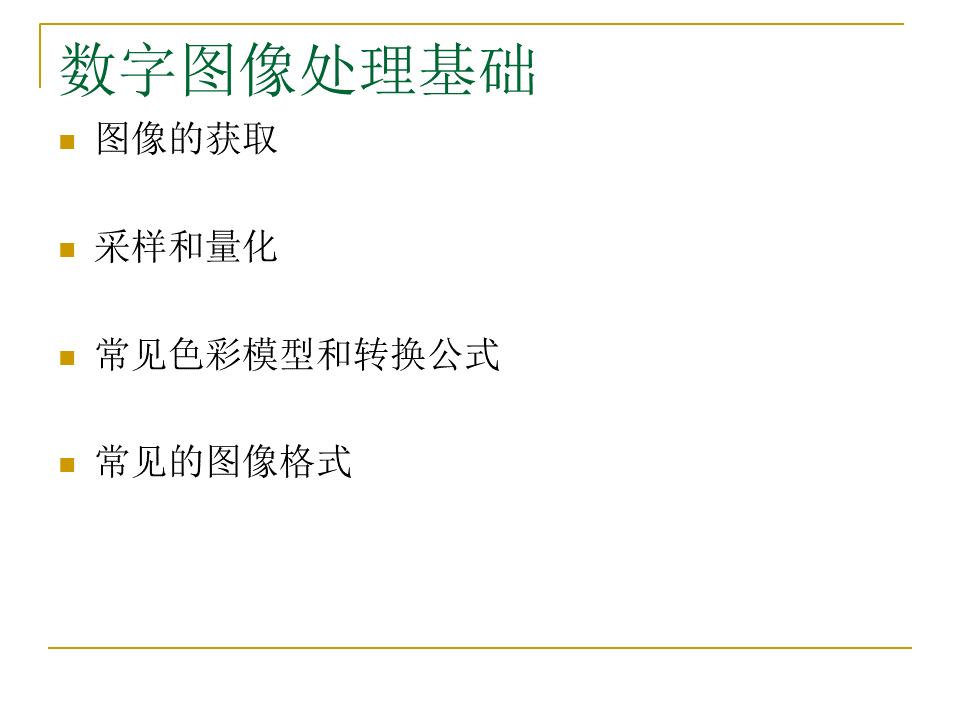 数字图像处理基础
图像的获取
采样和量化
常见色彩模型和转换公式
常见的图像格式